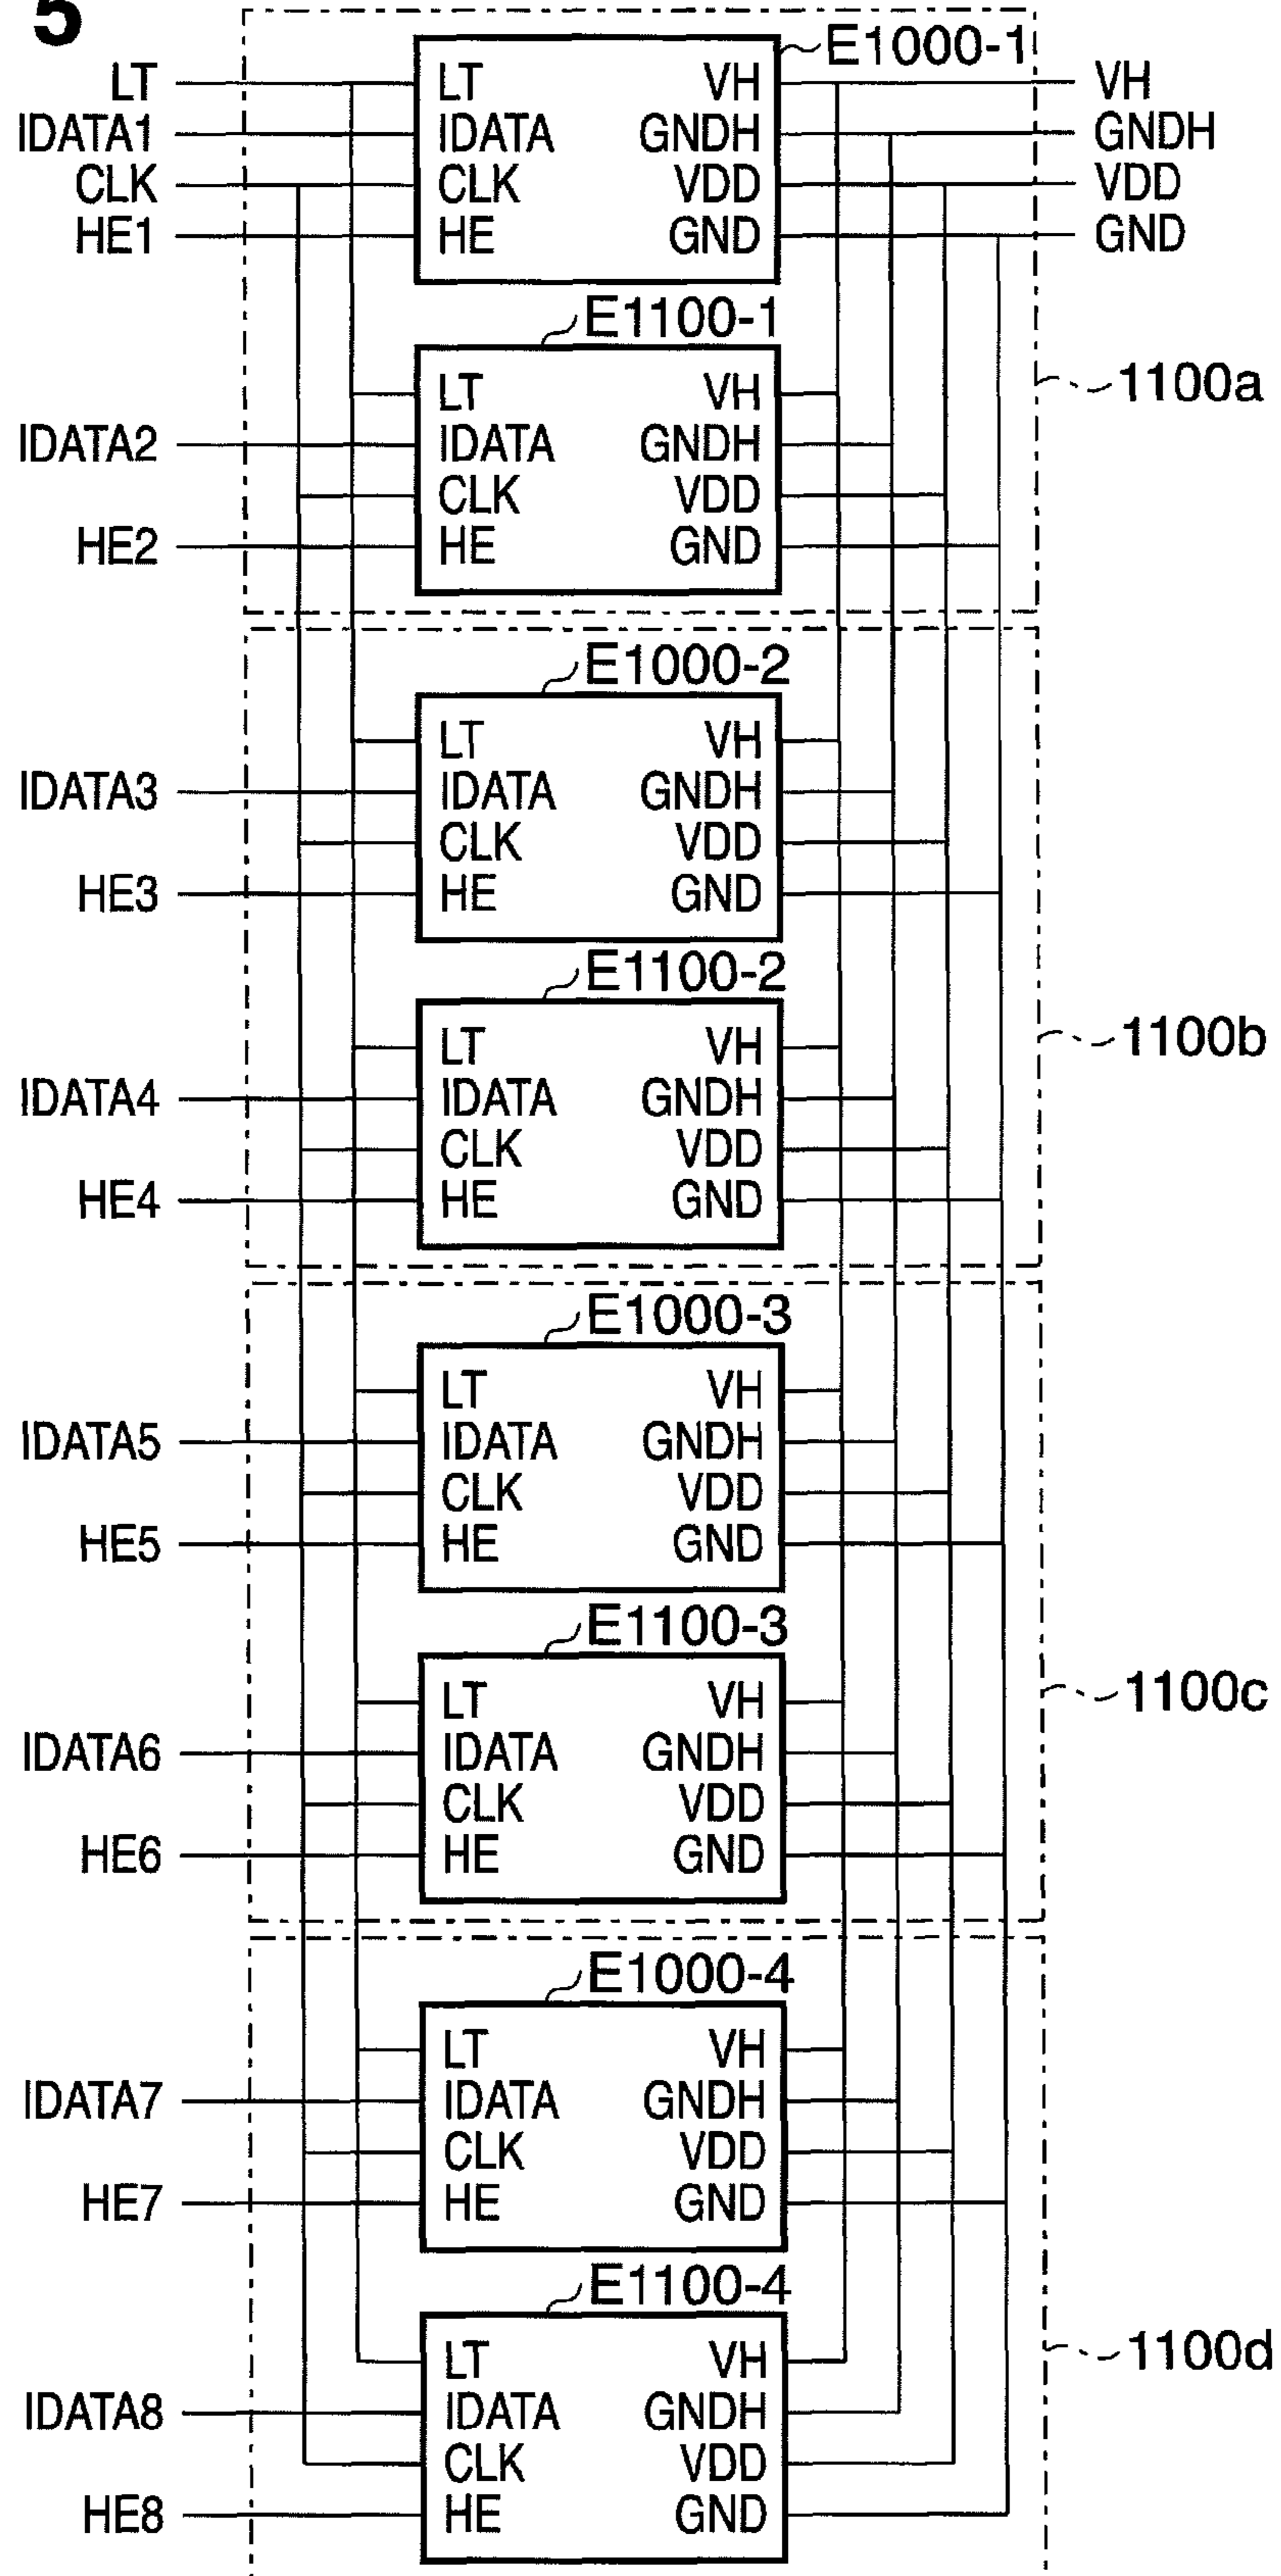 5
E1000-1
LT LT VH VH
IDATA1 IDATA GNDH GNDH
CLK CLK VDD VDD
HE1 HE GND GND
E1100-1
LT VH
1100a
IDATA2 IDATA GNDH
CLK VDD
HE2 HE GND
E1000-2
LT VH
IDATA3 IDATA GNDH
CLK VDD
HE3 HE GND
E1100-2
LT VH
1100b
IDATA4 IDATA GNDH
CLK VDD
HE4 HE GND
E1000-3
LT VH
IDATA5 IDATA GNDH
CLK VDD
HE5 HE GND
E1100-3
LT VH
1100c
IDATA6 IDATA GNDH
CLK VDD
HE6 HE GND
E1000-4
LT VH
IDATA7 IDATA GNDH
CLK VDD
HE7 HE GND
E1100-4
LT VH
1100d
IDATA8 IDATA GNDH
CLK VDD
HE8 HE GND